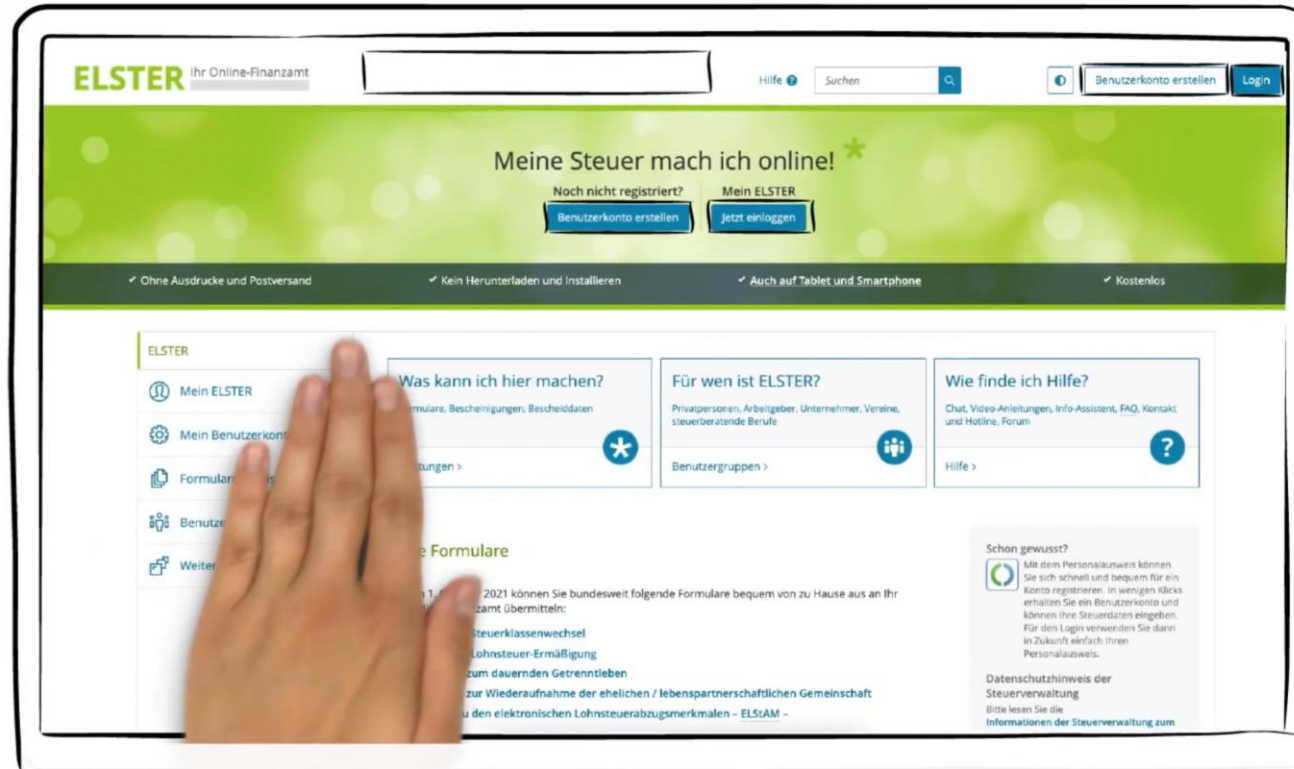 ELSTER Ihr Online-Finanzamt
Hilfe
Suchen
Benutzerkonto erstellen
Login
Meine Steuer mach ich online!
Noch nicht registriert?
Mein ELSTER
Benutzerkonto erstellen
Jetzt einloggen
Ohne Ausdrucke und Postversand
Kein Herunterladen und Installieren
Auch auf Tablet und Smartphone
Kostenlos
ELSTER
Mein ELSTER
Mein
Was kann ich hier machen?
Bescheinigungen, Bescheiddaten
Für wen ist ELSTER?
Privatpersonen, Arbeitgeber, Unternehmer, Vereine,
steuerberatende Berufe
Benutzergruppen >
Wie finde ich Hilfe?
Chat, Video-Anleitungen, Info-Assistent, FAQ, Kontakt
und Hotline, Forum
?
Hilfe >
Formulare
2021 können Sie bundesweit folgende Formulare bequem von zu Hause aus an Ihr
übermitteln:
Steuerklassenwechsel
Lohnsteuer-Ermäßigung
zum dauernden Getrenntleben
zur Wiederaufnahme der ehelichen / lebenspartnerschaftlichen Gemeinschaft
den elektronischen Lohnsteuerabzugsmerkmalen – ELStAM –
Schon gewusst?
Mit dem Personalausweis können
Sie sich schnell und bequem für ein
Konto registrieren. In wenigen Klicks
erhalten Sie ein Benutzerkonto und
können Ihre Steuerdaten eingeben.
Für den Login verwenden Sie dann
in Zukunft einfach Ihren
Personalausweis.
Datenschutzhinweis der
Steuerverwaltung
Bitte lesen Sie die
Informationen der Steuerverwaltung zum